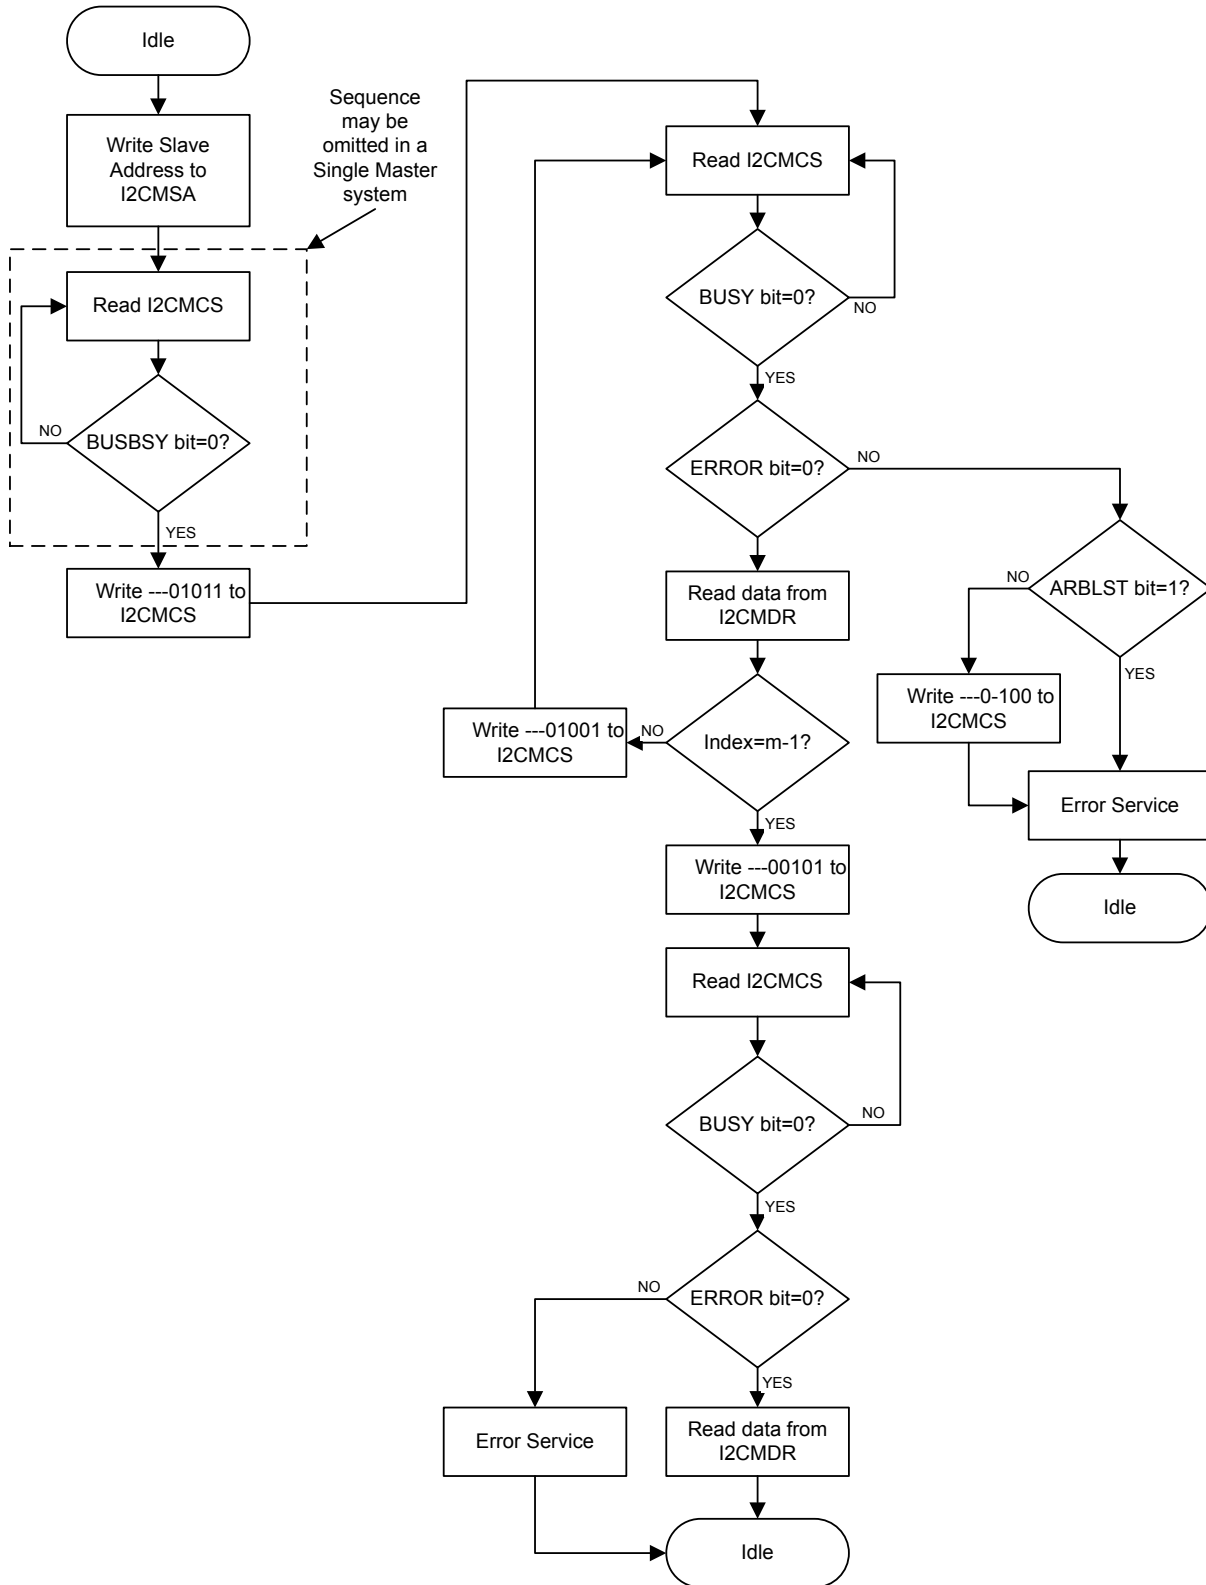 Idle
Write Slave
Address to
I2CMSA
Sequence
may be
omitted in a
Single Master
system
Read I2CMCS
BUSBSY bit=0?
NO
YES
Write ---01011 to
I2CMCS
Read I2CMCS
BUSY bit=0?
NO
YES
ERROR bit=0?
NO
YES
ARBLST bit=1?
NO
YES
Write ---0-100 to
I2CMCS
Error Service
Idle
Read data from
I2CMDR
Index=m-1?
NO
Write ---01001 to
I2CMCS
YES
Write ---00101 to
I2CMCS
Read I2CMCS
BUSY bit=0?
NO
YES
ERROR bit=0?
NO
YES
Error Service
Read data from
I2CMDR
Idle